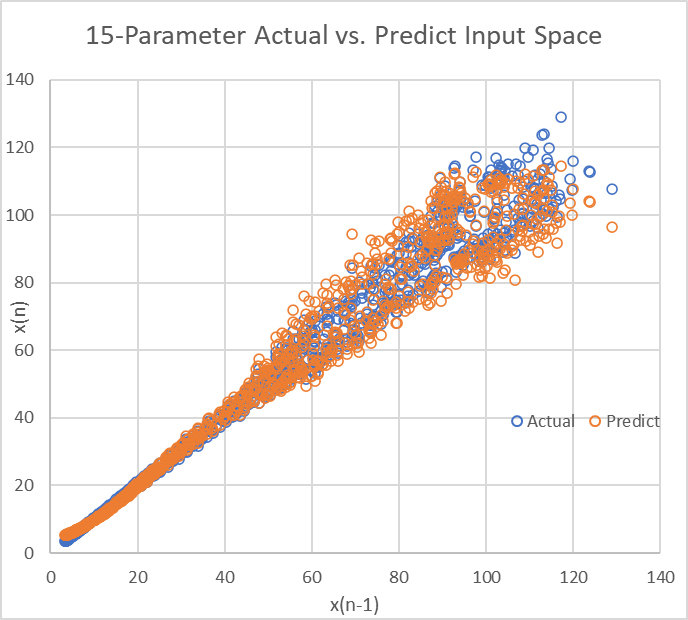 15-Parameter Actual vs. Predict Input Space
140
120
100
80
60
40
20
0
x(n)
Actual Predict
0 20 40 60 80 100 120 140
x(n-1)